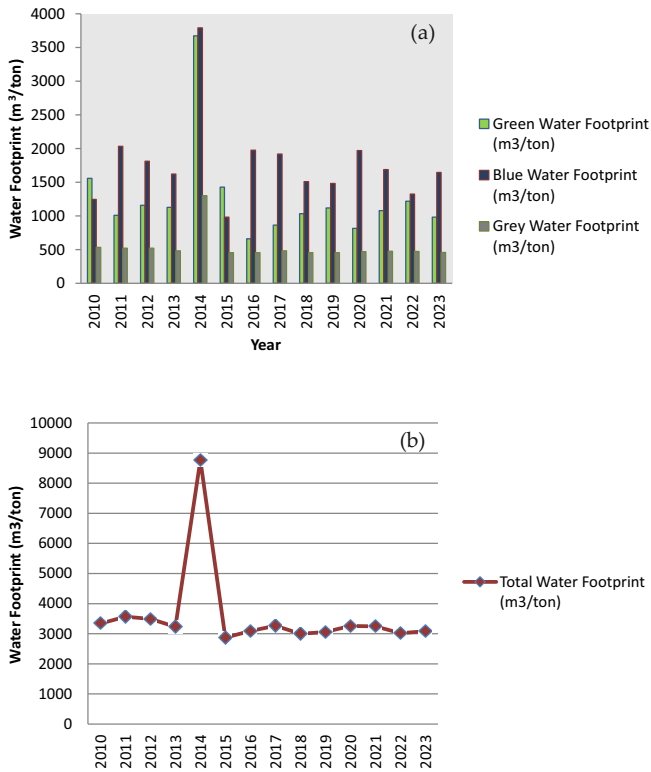 (a)
Water Footprint (m³/ton)
4000
3500
3000
2500
2000
1500
1000
500
0
2010 2011 2012 2013 2014 2015 2016 2017 2018 2019 2020 2021 2022 2023
Year
Green Water Footprint
(m3/ton)
Blue Water Footprint
(m3/ton)
Grey Water Footprint
(m3/ton)
(b)
Water Footprint (m3/ton)
10000
9000
8000
7000
6000
5000
4000
3000
2000
1000
0
2010 2011 2012 2013 2014 2015 2016 2017 2018 2019 2020 2021 2022 2023
Total Water Footprint
(m3/ton)